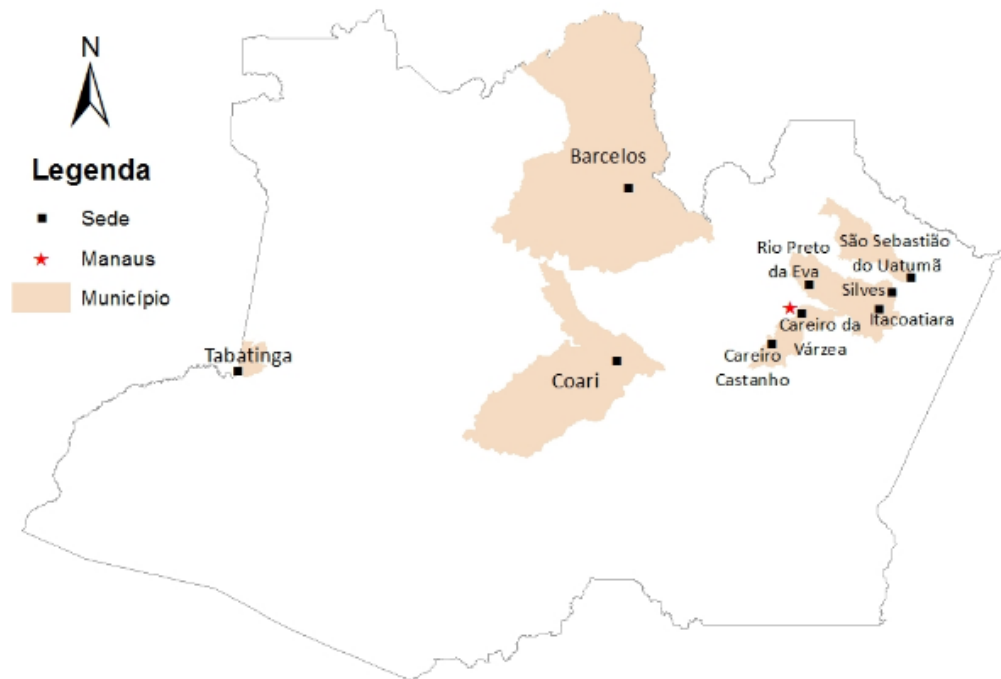 N
Legenda
Sede
Manaus
Município
Barcelos
São Sebastião
do Uatumã
Rio Preto
da Eva
Silves
Itacoatiara
Careiro da
Várzea
Careiro
Castanho
Tabatinga
Coari